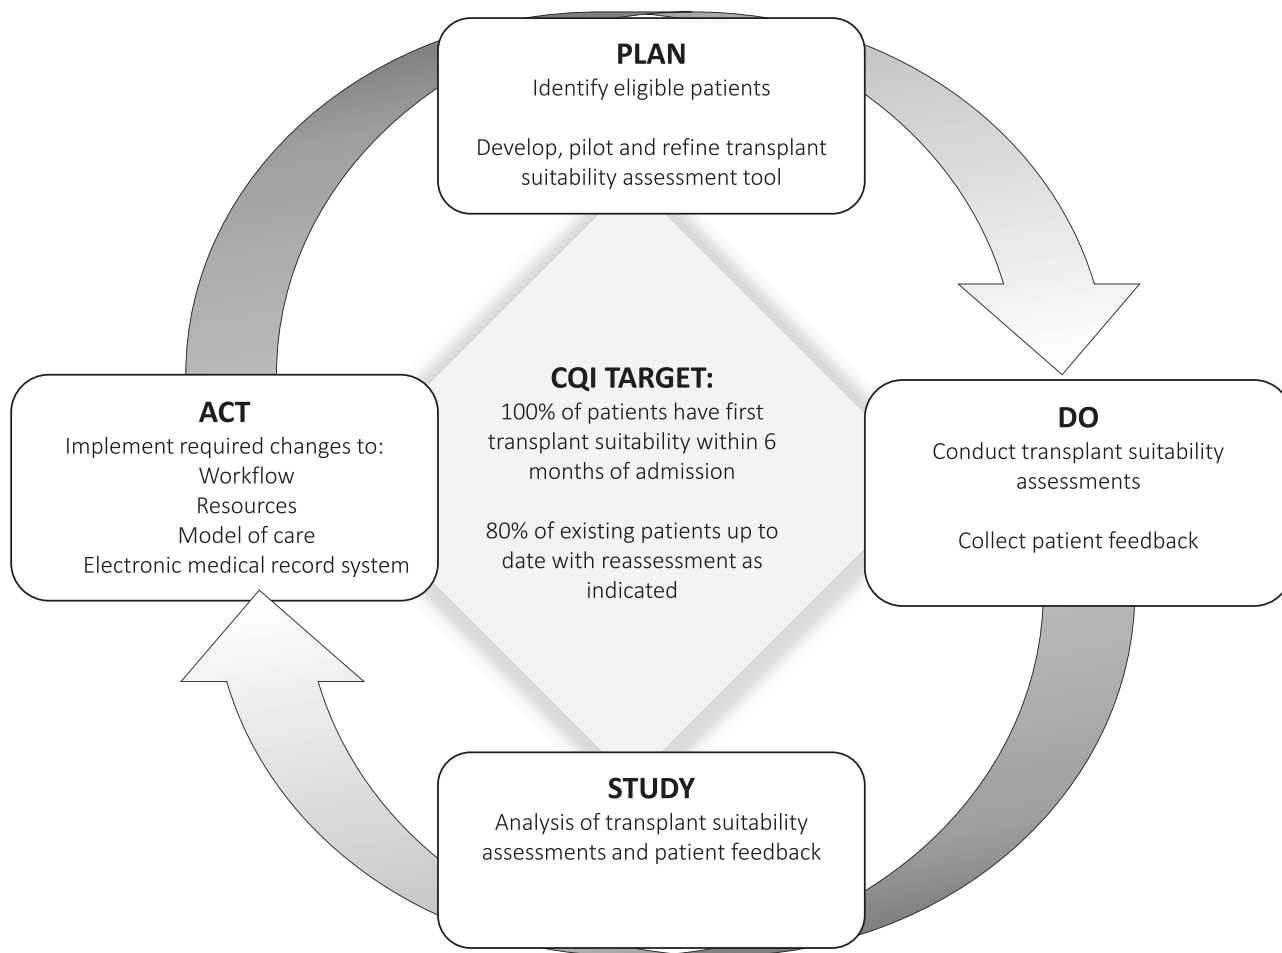 PLAN
Identify eligible patients
Develop, pilot and refine transplant
suitability assessment tool
CQI TARGET:
100% of patients have first
transplant suitability within 6
months of admission
80% of existing patients up to
date with reassessment as
indicated
ACT
Implement required changes to:
Workflow
Resources
Model of care
Electronic medical record system
DO
Conduct transplant suitability
assessments
Collect patient feedback
STUDY
Analysis of transplant suitability
assessments and patient feedback